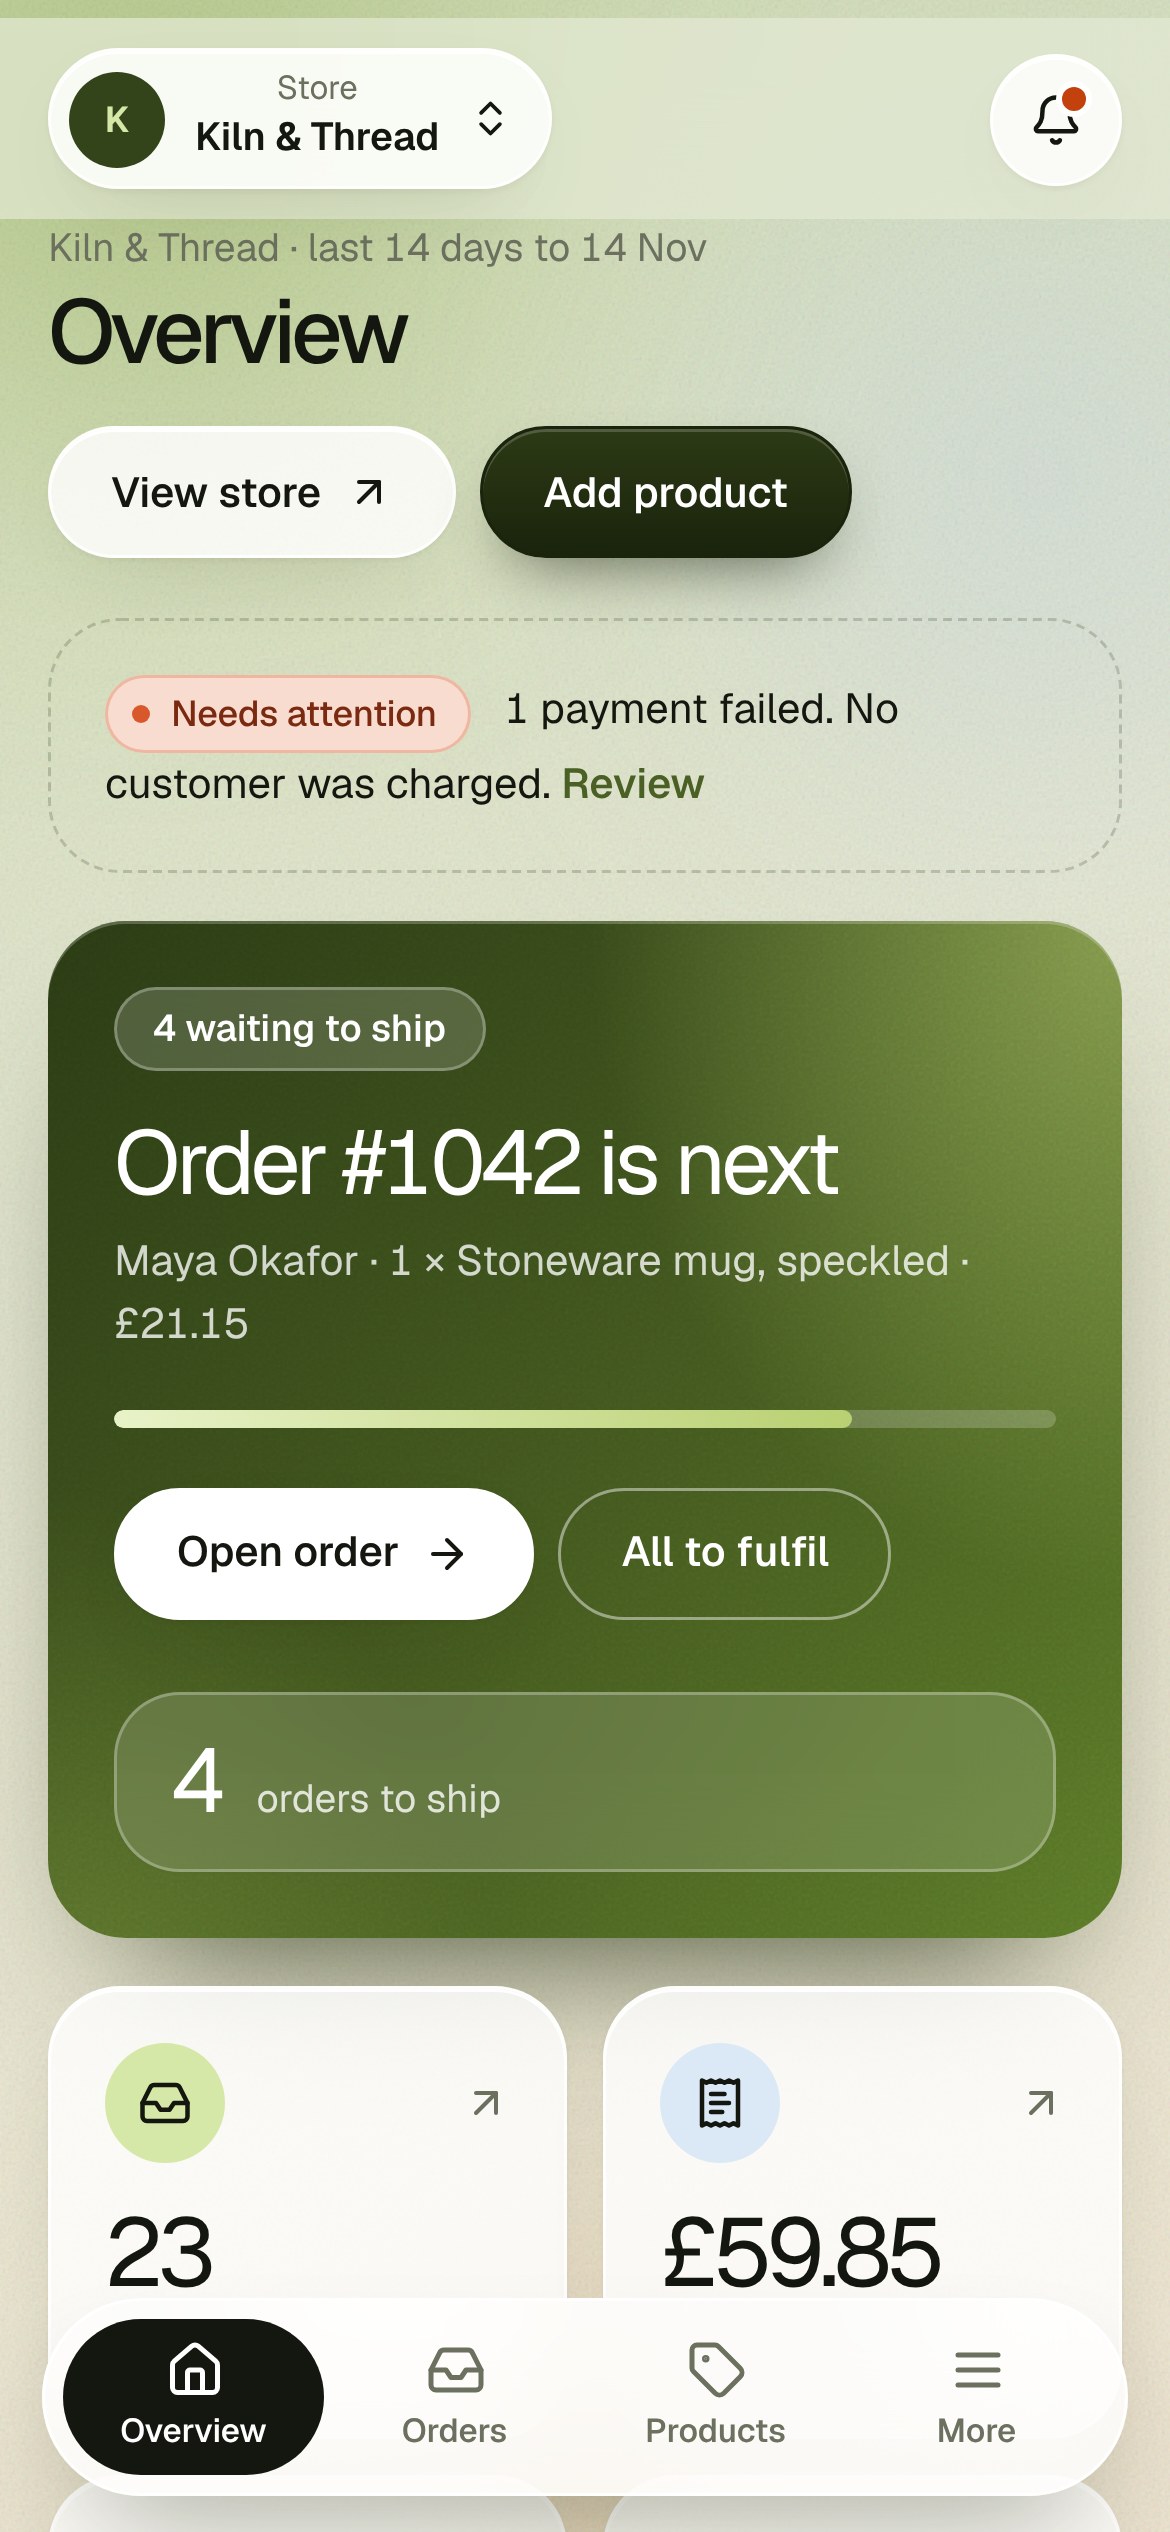 K
Store
Kiln & Thread
Kiln & Thread · last 14 days to 14 Nov
Overview
View store
Add product
Needs attention 1 payment failed. No
customer was charged. Review
4 waiting to ship
Order #1042 is next
Maya Okafor · 1 × Stoneware mug, speckled ·
£21.15
Open order
All to fulfil
4 orders to ship
23
£59.85
Overview
Orders
Products
More